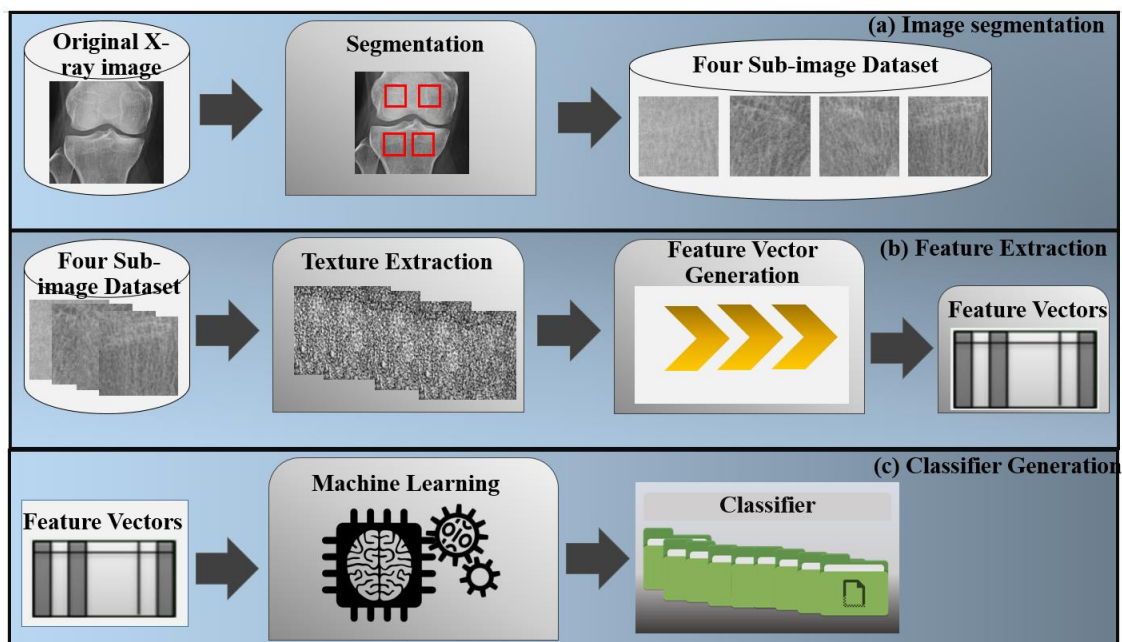 (a) Image segmentation
Original X-
ray image
Segmentation
Four Sub-image Dataset
(b) Feature Extraction
Four Sub-
image Dataset
Texture Extraction
Feature Vector
Generation
Feature Vectors
(c) Classifier Generation
Feature Vectors
Machine Learning
Classifier